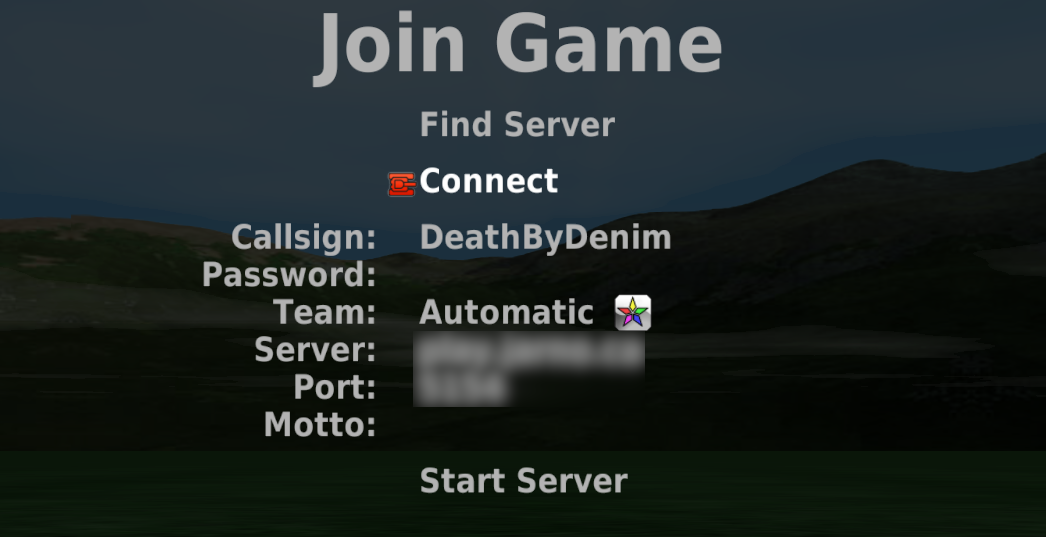 Join Game
Find Server
Connect
Callsign: DeathByDenim
Password:
Team: Automatic
Server:
Port:
Motto:
Start Server